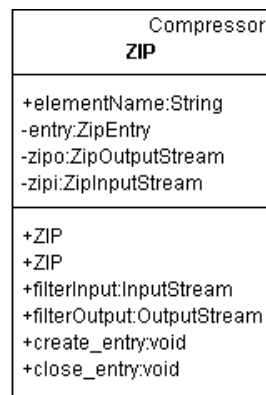 Compressor
ZIP
+elementName:String
-entry:ZipEntry
-zipo:ZipOutputStream
-zipi:ZipInputStream
+ZIP
+ZIP
+filterInput:InputStream
+filterOutput:OutputStream
+create_entry:void
+close_entry:void